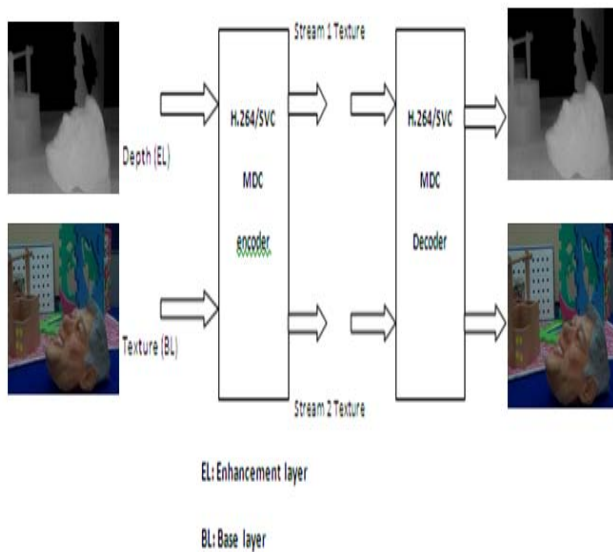 Stream 1 Texture
Depth (EL)
H.264/SVC
MDC
encoder
H.264/SVC
MDC
Decoder
Texture (BL)
Stream 2 Texture
EL: Enhancement layer
BL: Base layer